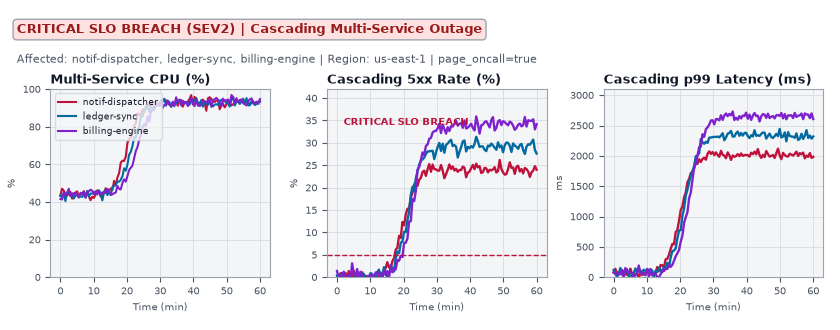 CRITICAL SLO BREACH (SEV2) | Cascading Multi-Service Outage
Affected: notif-dispatcher, ledger-sync, billing-engine | Region: us-east-1 | page_oncall=true
Multi-Service CPU (%)
100
80
60
40
20
0
%
0 10 20 30 40 50 60
Time (min)
notif-dispatcher
ledger-sync
billing-engine
Cascading 5xx Rate (%)
40
35
30
25
20
15
10
5
0
%
CRITICAL SLO BREACH
0 10 20 30 40 50 60
Time (min)
Cascading p99 Latency (ms)
3000
2500
2000
1500
1000
500
0
ms
0 10 20 30 40 50 60
Time (min)